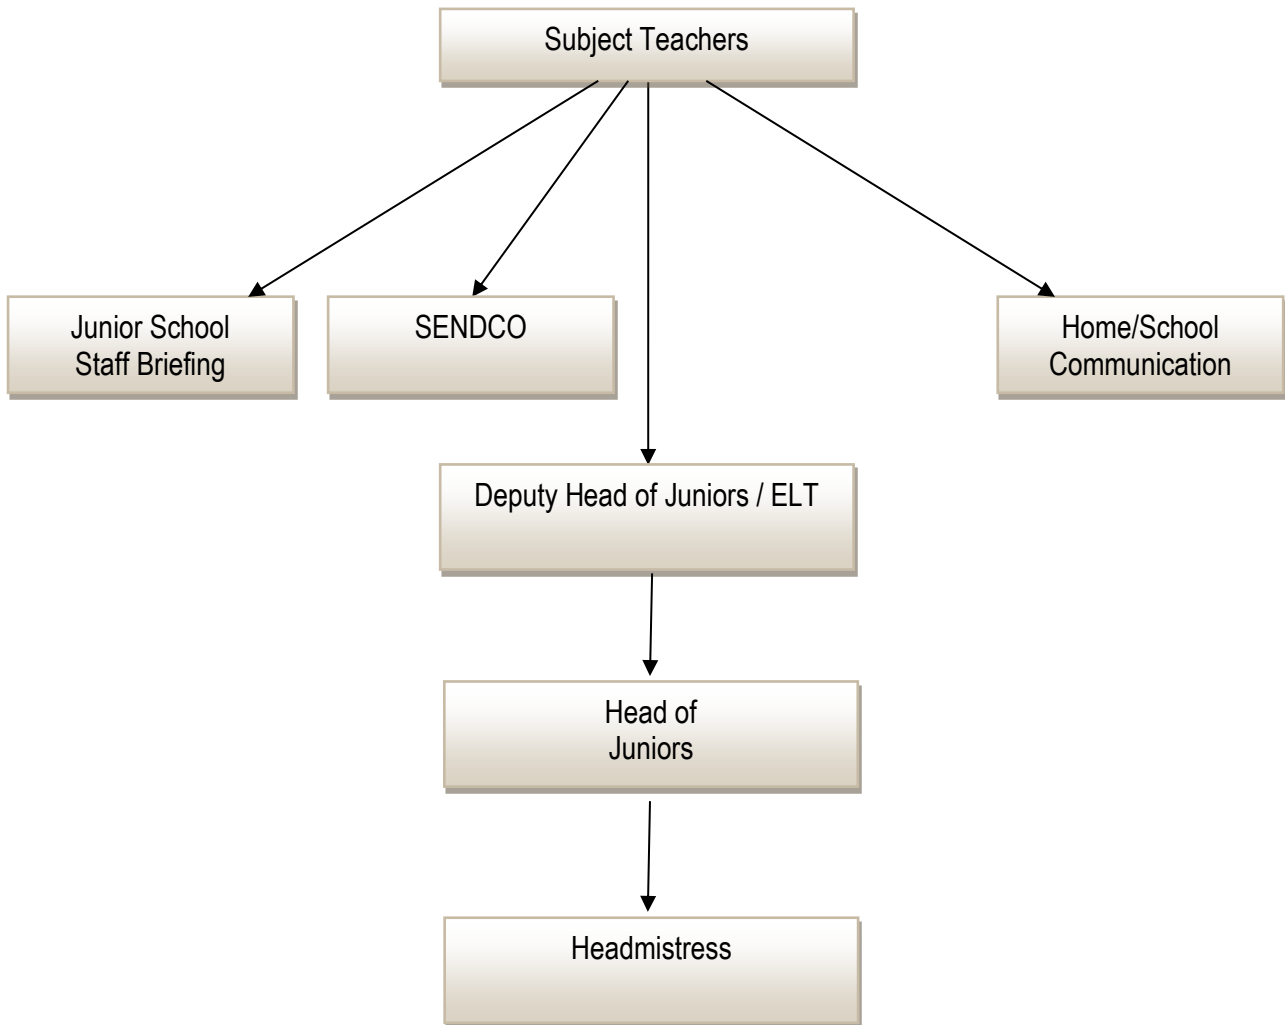 Subject Teachers
Junior School
Staff Briefing
SENDCO
Home/School
Communication
Deputy Head of Juniors / ELT
Head of
Juniors
Headmistress